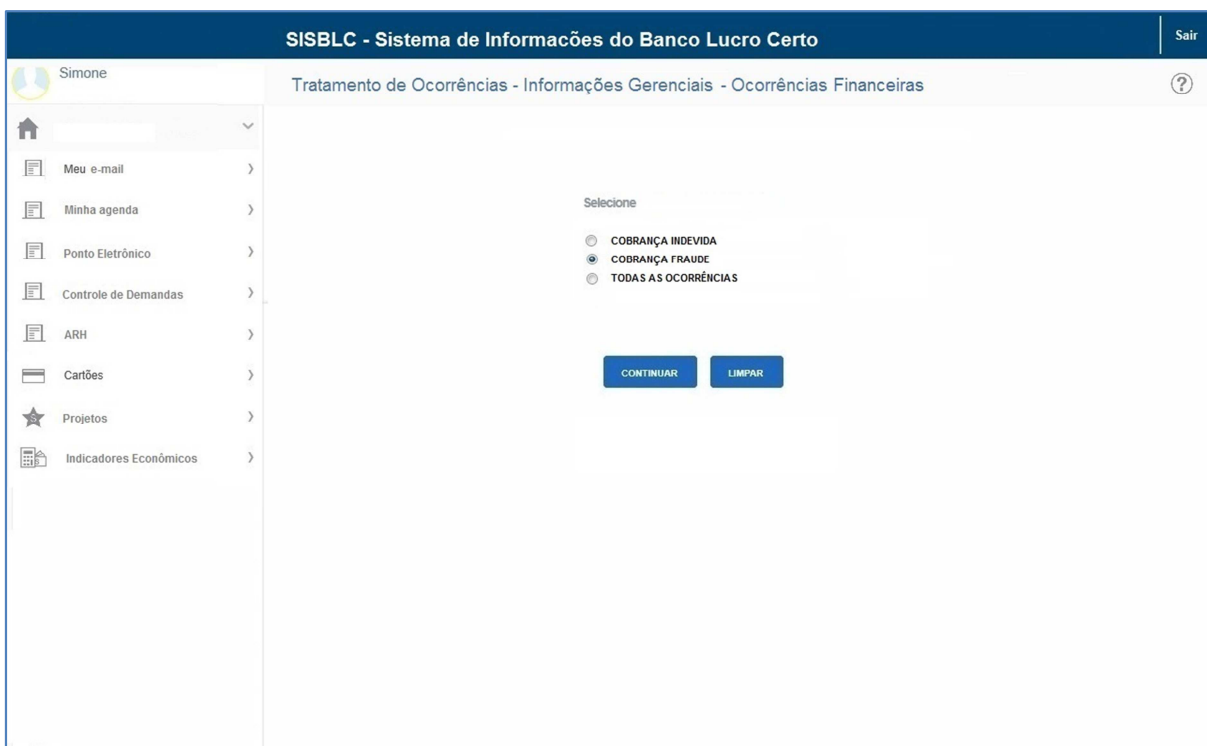 SISBLC - Sistema de Informacões do Banco Lucro Certo
Sair
Simone
Tratamento de Ocorrências - Informações Gerenciais - Ocorrências Financeiras
?
Meu e-mail
Minha agenda
Ponto Eletrônico
Controle de Demandas
ARH
Cartões
Projetos
Indicadores Econômicos
Selecione
COBRANÇA INDEVIDA
COBRANÇA FRAUDE
TODAS AS OCORRÊNCIAS
CONTINUAR
LIMPAR